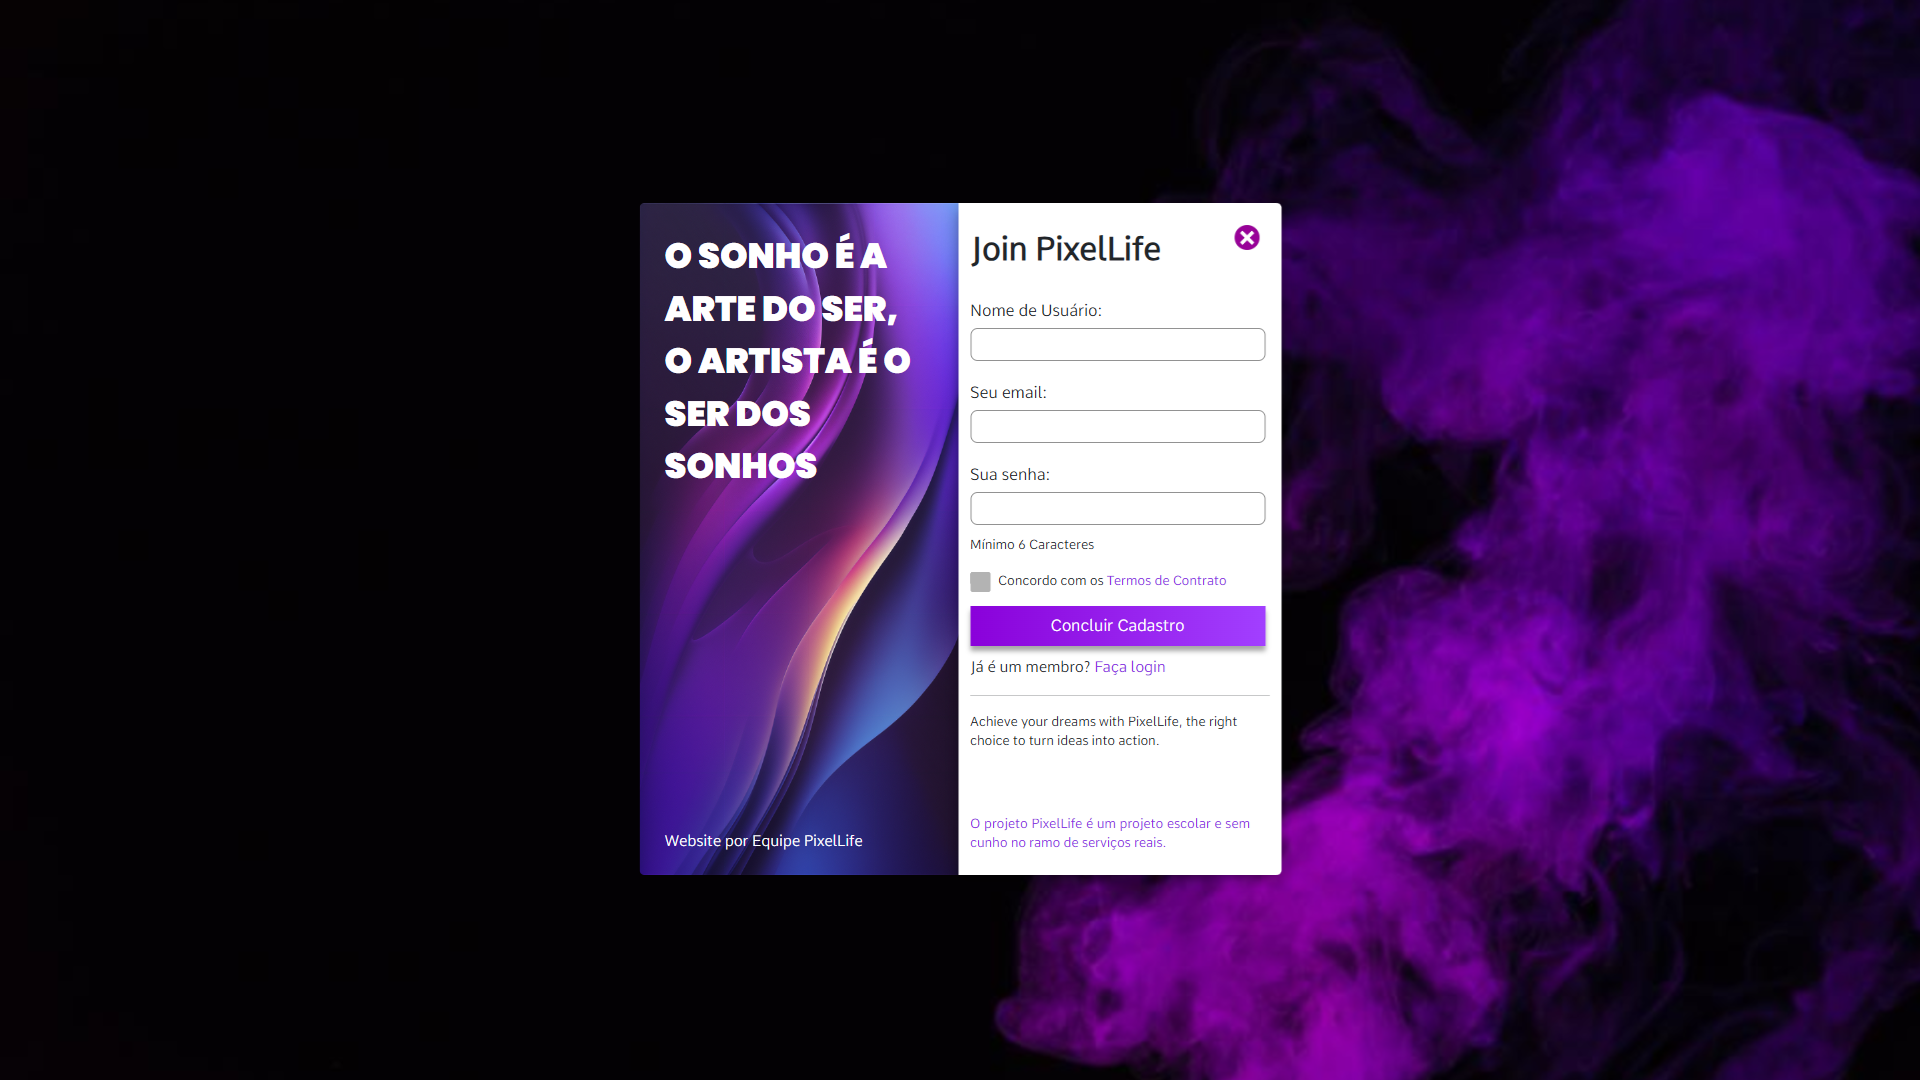 O SONHO É A
ARTE DO SER,
O ARTISTA É O
SER DOS
SONHOS
Website por Equipe PixelLife
Join PixelLife
Nome de Usuário:
Seu email:
Sua senha:
Mínimo 6 Caracteres
Concordo com os Termos de Contrato
Concluir Cadastro
Já é um membro? Faça login
Achieve your dreams with PixelLife, the right
choice to turn ideas into action.
O projeto PixelLife é um projeto escolar e sem
cunho no ramo de serviços reais.